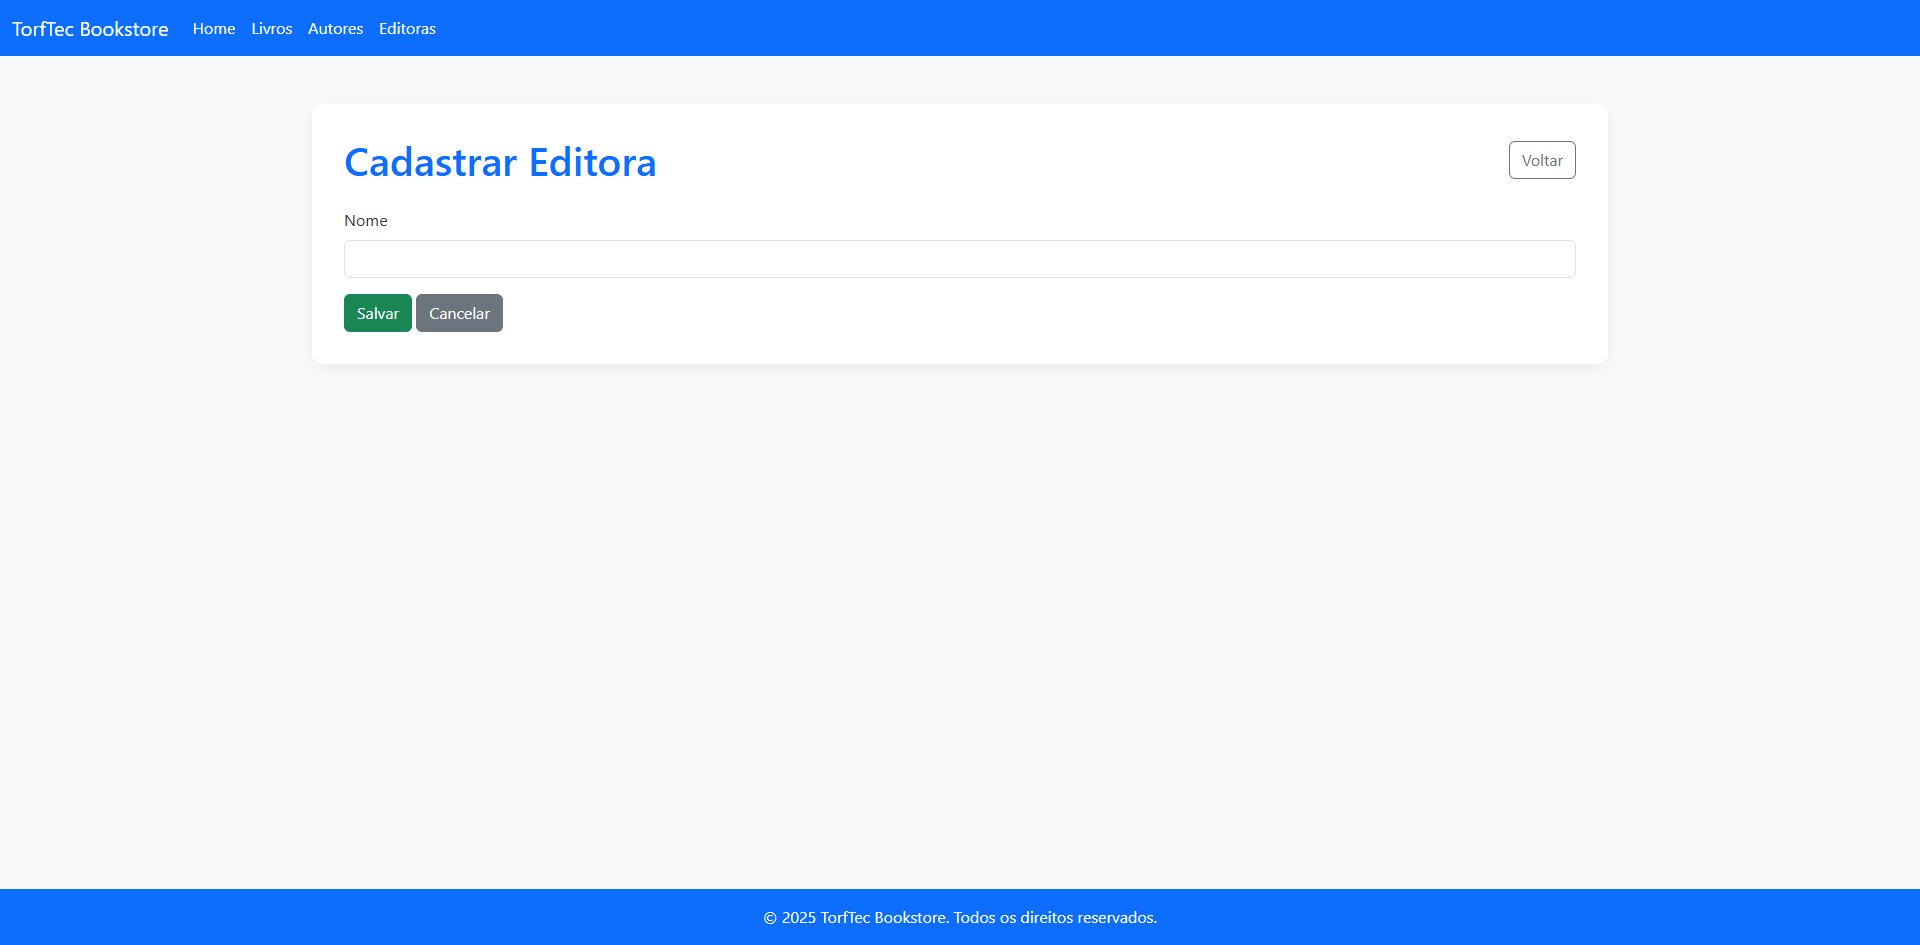 TorfTec Bookstore Home Livros Autores Editoras
Cadastrar Editora Voltar
Nome
Salvar Cancelar
© 2025 TorfTec Bookstore. Todos os direitos reservados.